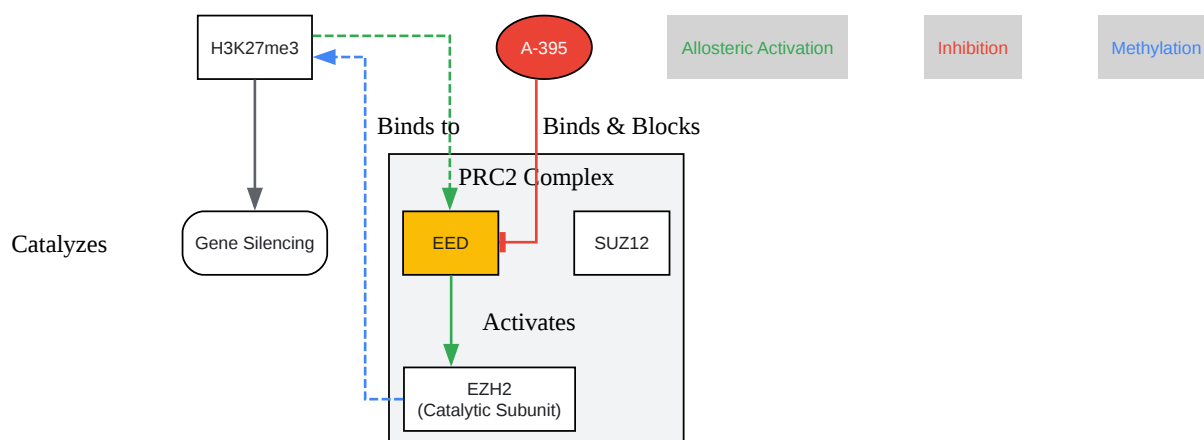 H3K27me3
A-395
Allosteric Activation
Inhibition
Methylation
Binds to
Binds & Blocks
PRC2 Complex
Catalyzes
Gene Silencing
EED
SUZ12
Activates
EZH2
(Catalytic Subunit)